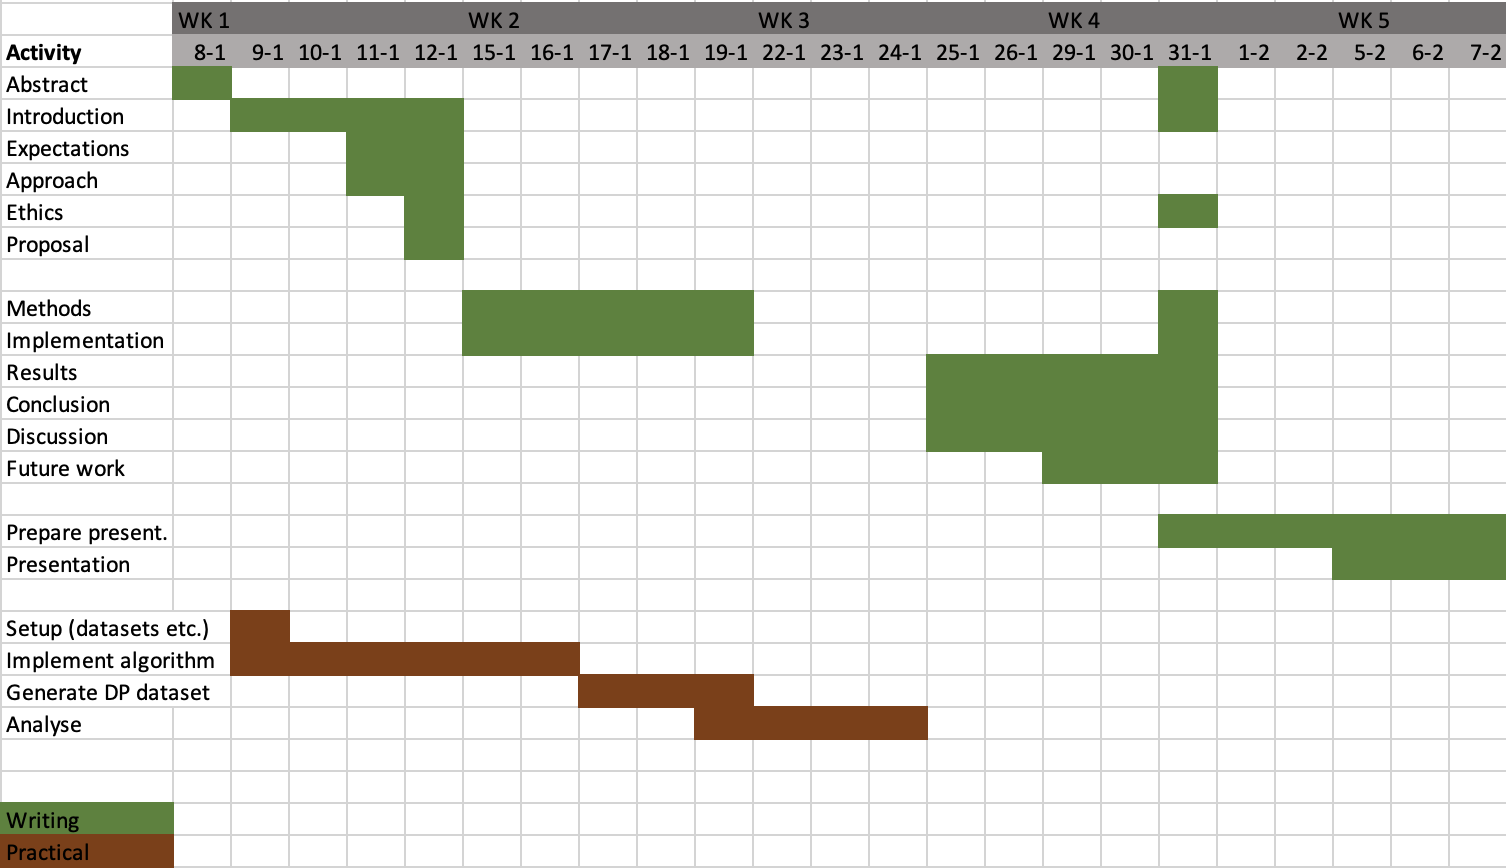 WK 1 WK 2 WK 3 WK 4 WK 5
Activity 8-1 9-1 10-1 11-1 12-1 15-1 16-1 17-1 18-1 19-1 22-1 23-1 24-1 25-1 26-1 29-1 30-1 31-1 1-2 2-2 5-2 6-2 7-2
Abstract
Introduction
Expectations
Approach
Ethics
Proposal
Methods
Implementation
Results
Conclusion
Discussion
Future work
Prepare present.
Presentation
Setup (datasets etc.)
Implement algorithm
Generate DP dataset
Analyse
Writing
Practical